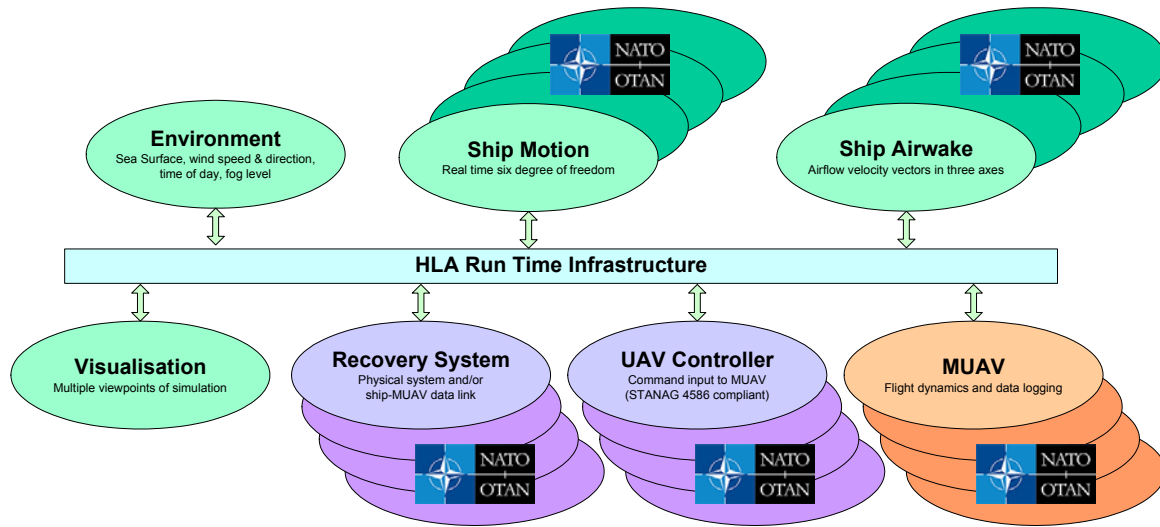 NATO
OTAN
NATO
OTAN
Environment
Sea Surface, wind speed & direction,
time of day, fog level
Ship Motion
Real time six degree of freedom
Ship Airwake
Airflow velocity vectors in three axes
HLA Run Time Infrastructure
Visualisation
Multiple viewpoints of simulation
Recovery System
Physical system and/or
ship-MUAV data link
UAV Controller
Command input to MUAV
(STANAG 4586 compliant)
MUAV
Flight dynamics and data logging
NATO
OTAN
NATO
OTAN
NATO
OTAN